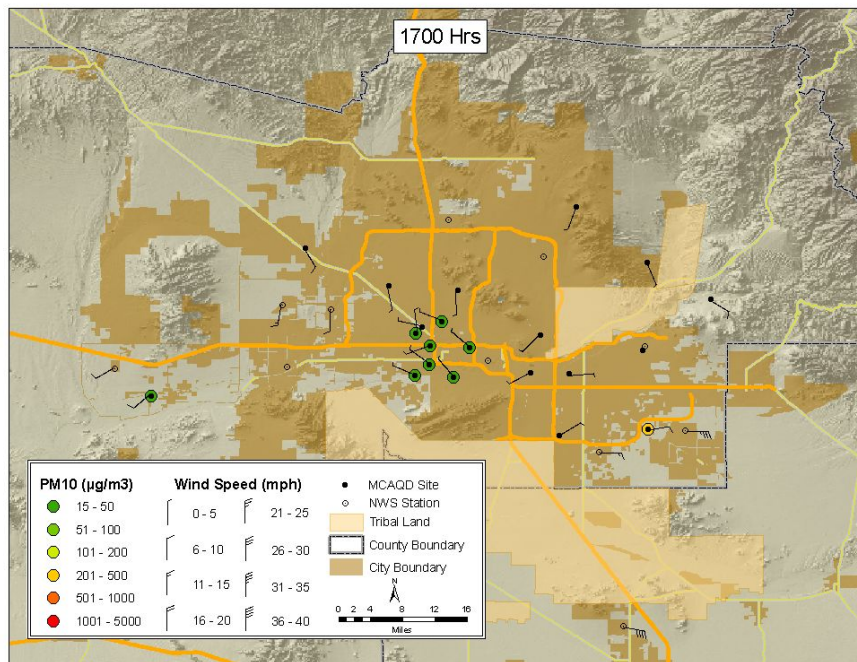 1700 Hrs
PM10 (µg/m3)
15 - 50
51 - 100
101 - 200
201 - 500
501 - 1000
1001 - 5000
Wind Speed (mph)
0 - 5
6 - 10
11 - 15
16 - 20
21 - 25
26 - 30
31 - 35
36 - 40
MCAQD Site
NWS Station
Tribal Land
County Boundary
City Boundary
N
0 2 4 8 12 16
Miles